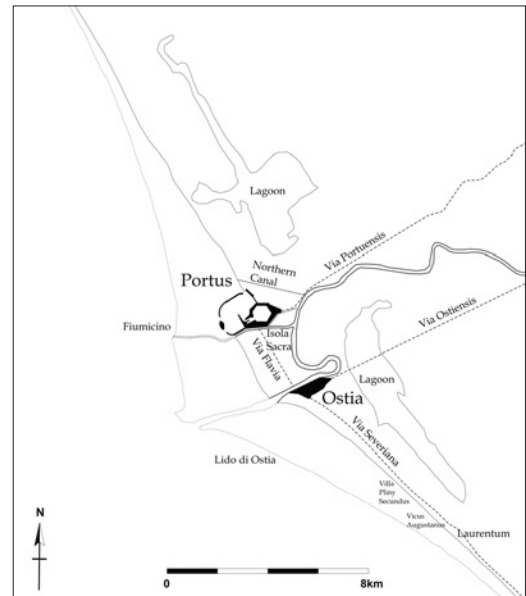 Lagoon
Via Portuensis
Northern
Canal
Portus
Via Ostiensis
Fiumicino
Isola
Sacra
Via Flavia
Lagoon
Ostia
Via Severiana
Lido di Ostia
Villa
Pliny
Secundus
Vicus
Augustanus
Laurentum
N
0
8km